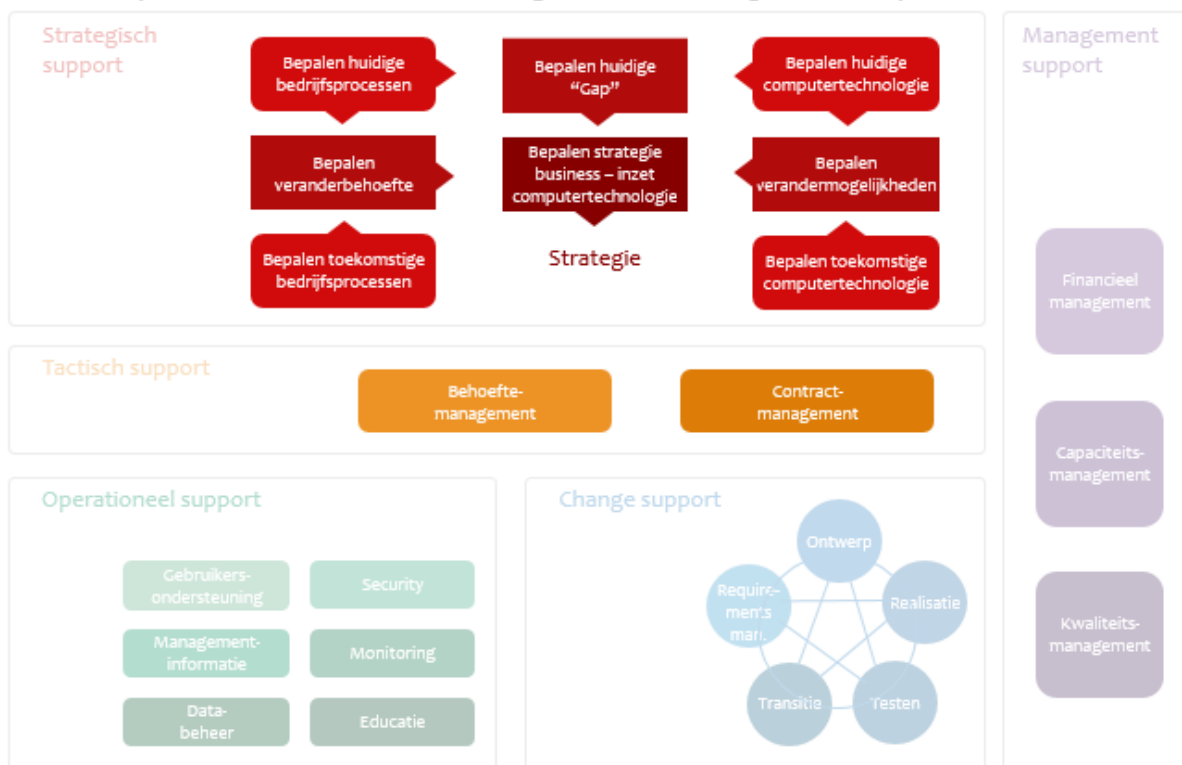 Strategisch
support
Bepalen huidige
bedrijfsprocessen
Bepalen huidige
“Gap”
Bepalen huidige
computertechnologie
Bepalen
veranderbehoefte
Bepalen strategie
business – inzet
computertechnologie
Bepalen
verandermogelijkheden
Bepalen toekomstige
bedrijfsprocessen
Strategie
Bepalen toekomstige
computertechnologie
Management
support
Financieel
management
Capaciteits-
management
Kwaliteits-
management
Tactisch support
Behoefte-
management
Contract-
management
Operationeel support
Gebruikers-
ondersteuning
Security
Management-
informatie
Monitoring
Data-
beheer
Educatie
Change support
Ontwerp
Require-
ments
man.
Realisatie
Transitie
Testen